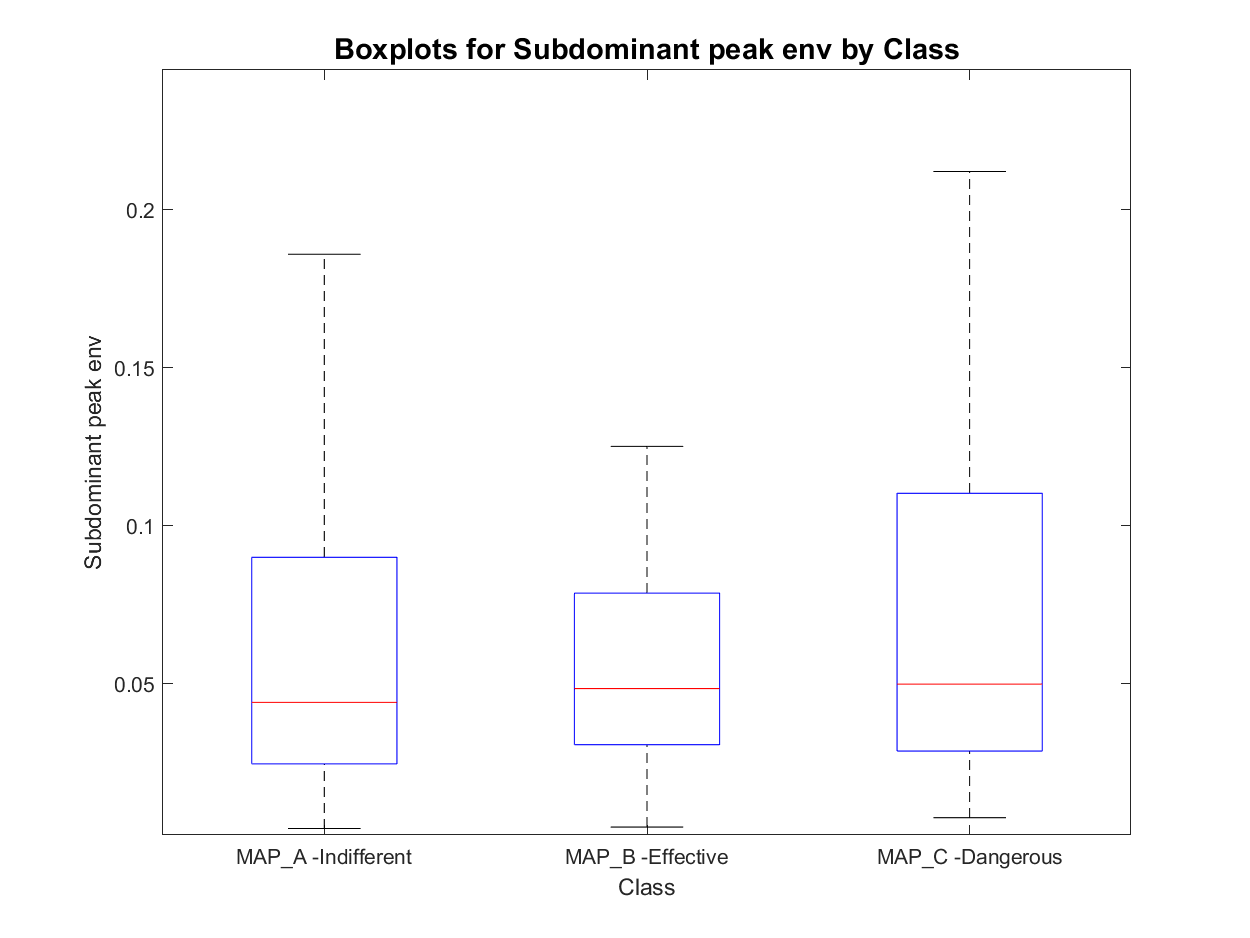 Boxplots for Subdominant peak env by Class
0.2
0.15
0.1
0.05
Subdominant peak env
MAP_A -Indifferent
MAP_B -Effective
MAP_C -Dangerous
Class